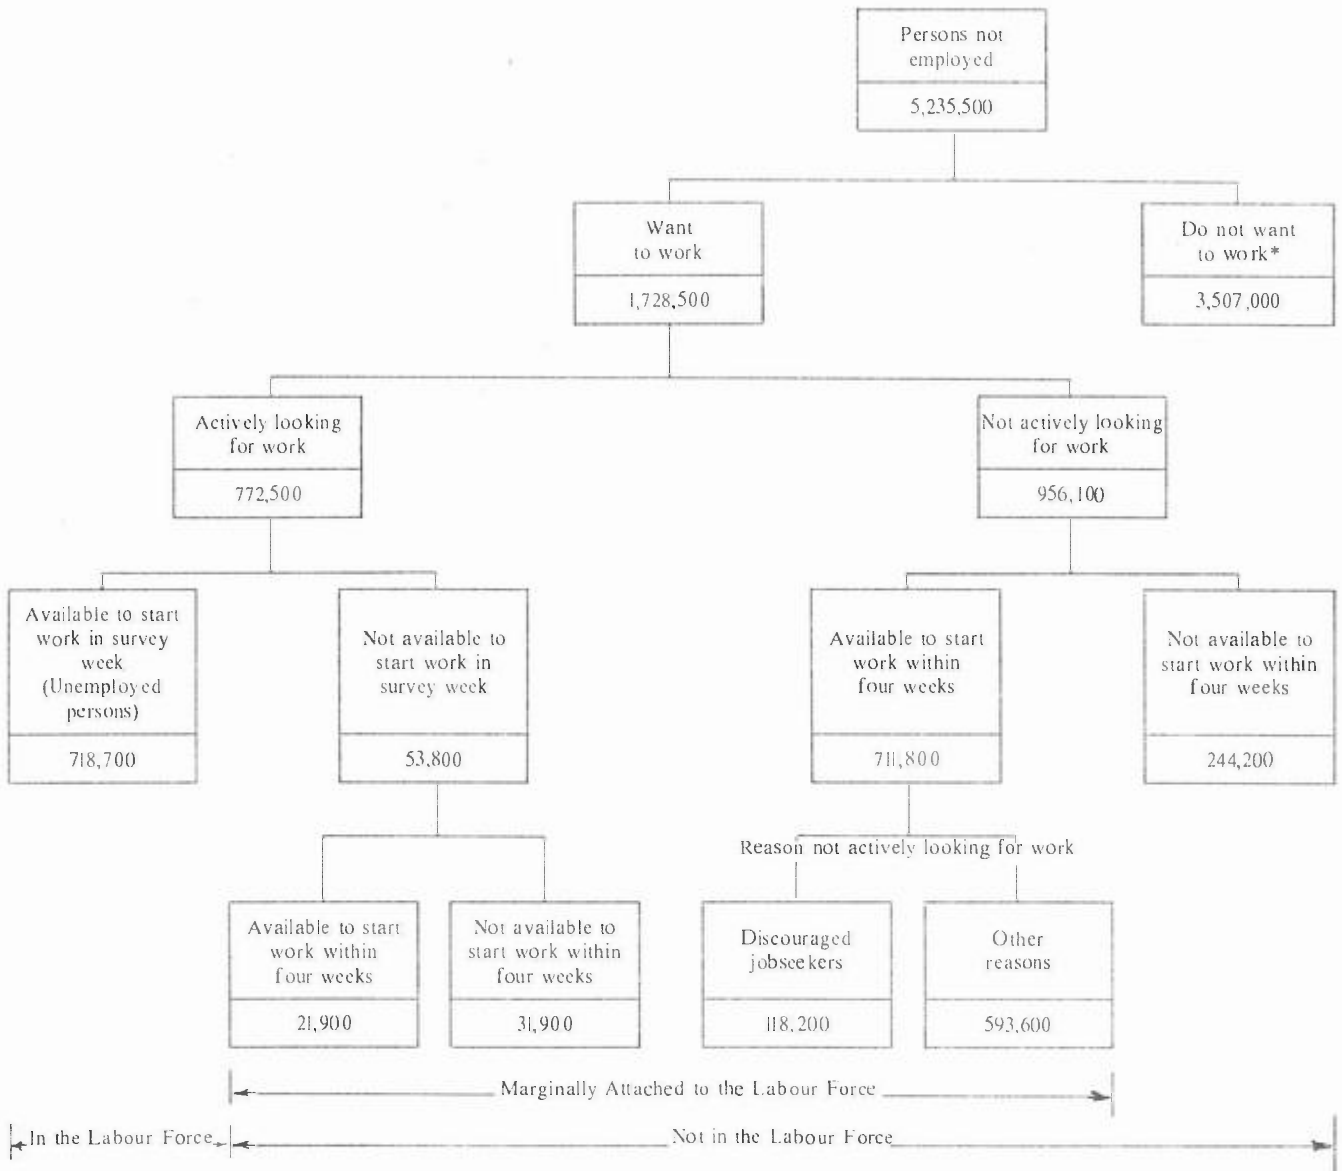 Persons not
employed
5,235,500
Want
to work
1,728,500
Do not want
to work*
3,507,000
Actively looking
for work
772,500
Not actively looking
for work
956,100
Available to start
work in survey
week
(Unemployed
persons)
718,700
Not available to
start work in
survey week
53,800
Available to start
work within
four weeks
711,800
Not available to
start work within
four weeks
244,200
Reason not actively looking for work
Available to start
work within
four weeks
21,900
Not available to
start work within
four weeks
31,900
Discouraged
jobseekers
118,200
Other
reasons
593,600
Marginally Attached to the Labour Force
In the Labour Force
Not in the Labour Force